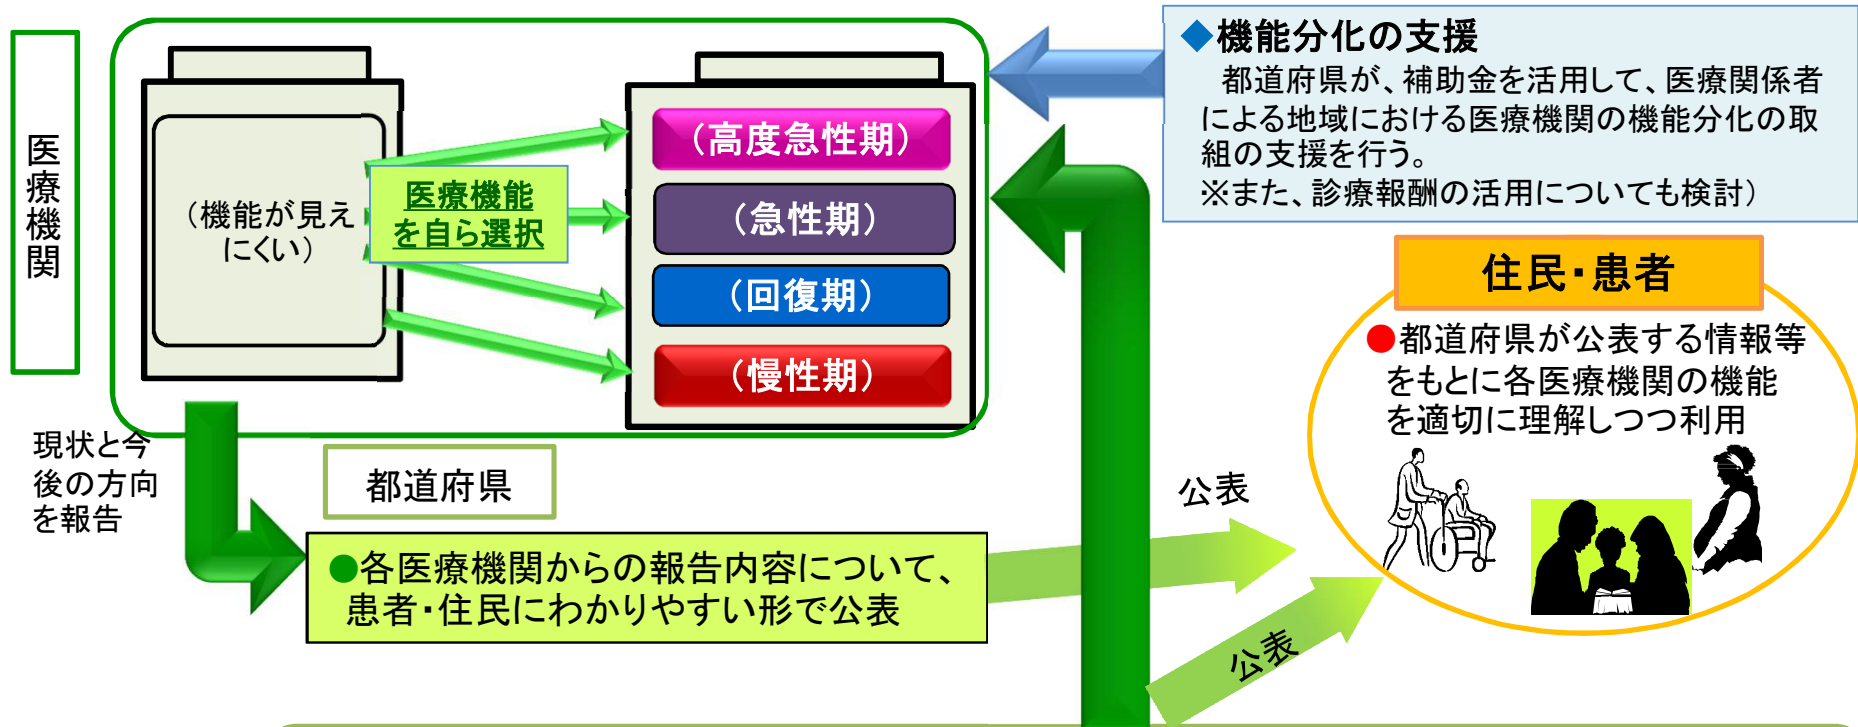 医療機関
(機能が見え
にくい)
医療機能
を自ら選択
(高度急性期)
(急性期)
(回復期)
(慢性期)
◆機能分化の支援
都道府県が、補助金を活用して、医療関係者
による地域における医療機関の機能分化の取
組の支援を行う。
※また、診療報酬の活用についても検討)
住民・患者
●都道府県が公表する情報等
をもとに各医療機関の機能
を適切に理解しつつ利用
現状と今
後の方向
を報告
都道府県
●各医療機関からの報告内容について、
患者・住民にわかりやすい形で公表
公表
公表